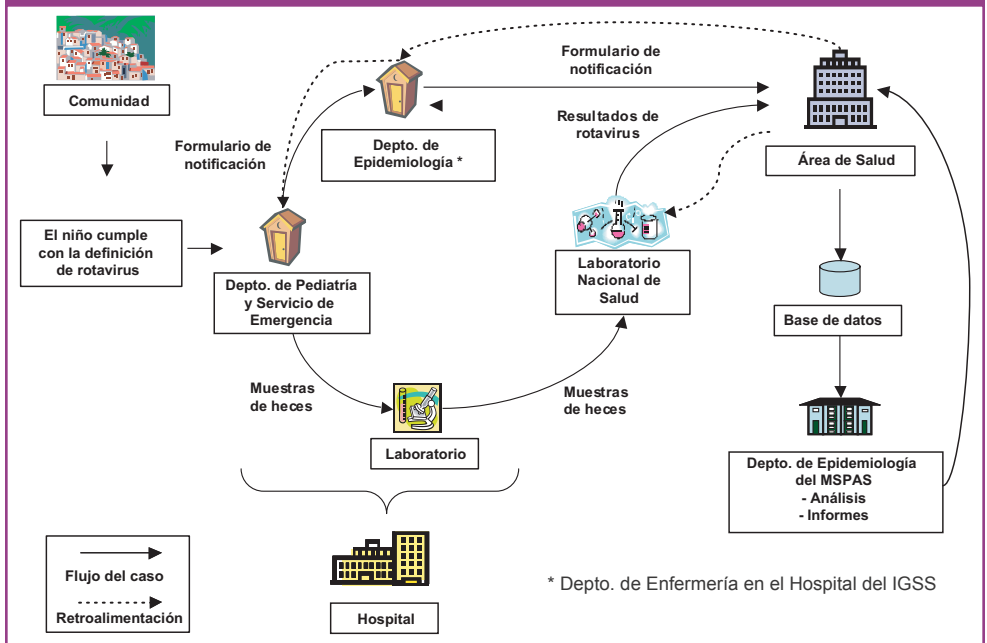 Comunidad
El niño cumple
con la definición
de rotavirus
Formulario de
notificación
Depto. de Pediatría
y Servicio de
Emergencia
Depto. de
Epidemiología *
Formulario de
notificación
Resultados de
rotavirus
Área de Salud
Laboratorio
Nacional de
Salud
Base de datos
Muestras
de heces
Laboratorio
Muestras
de heces
Depto. de Epidemiología
del MSPAS
- Análisis
- Informes
Flujo del caso
Retroalimentación
Hospital
* Depto. de Enfermería en el Hospital del IGSS